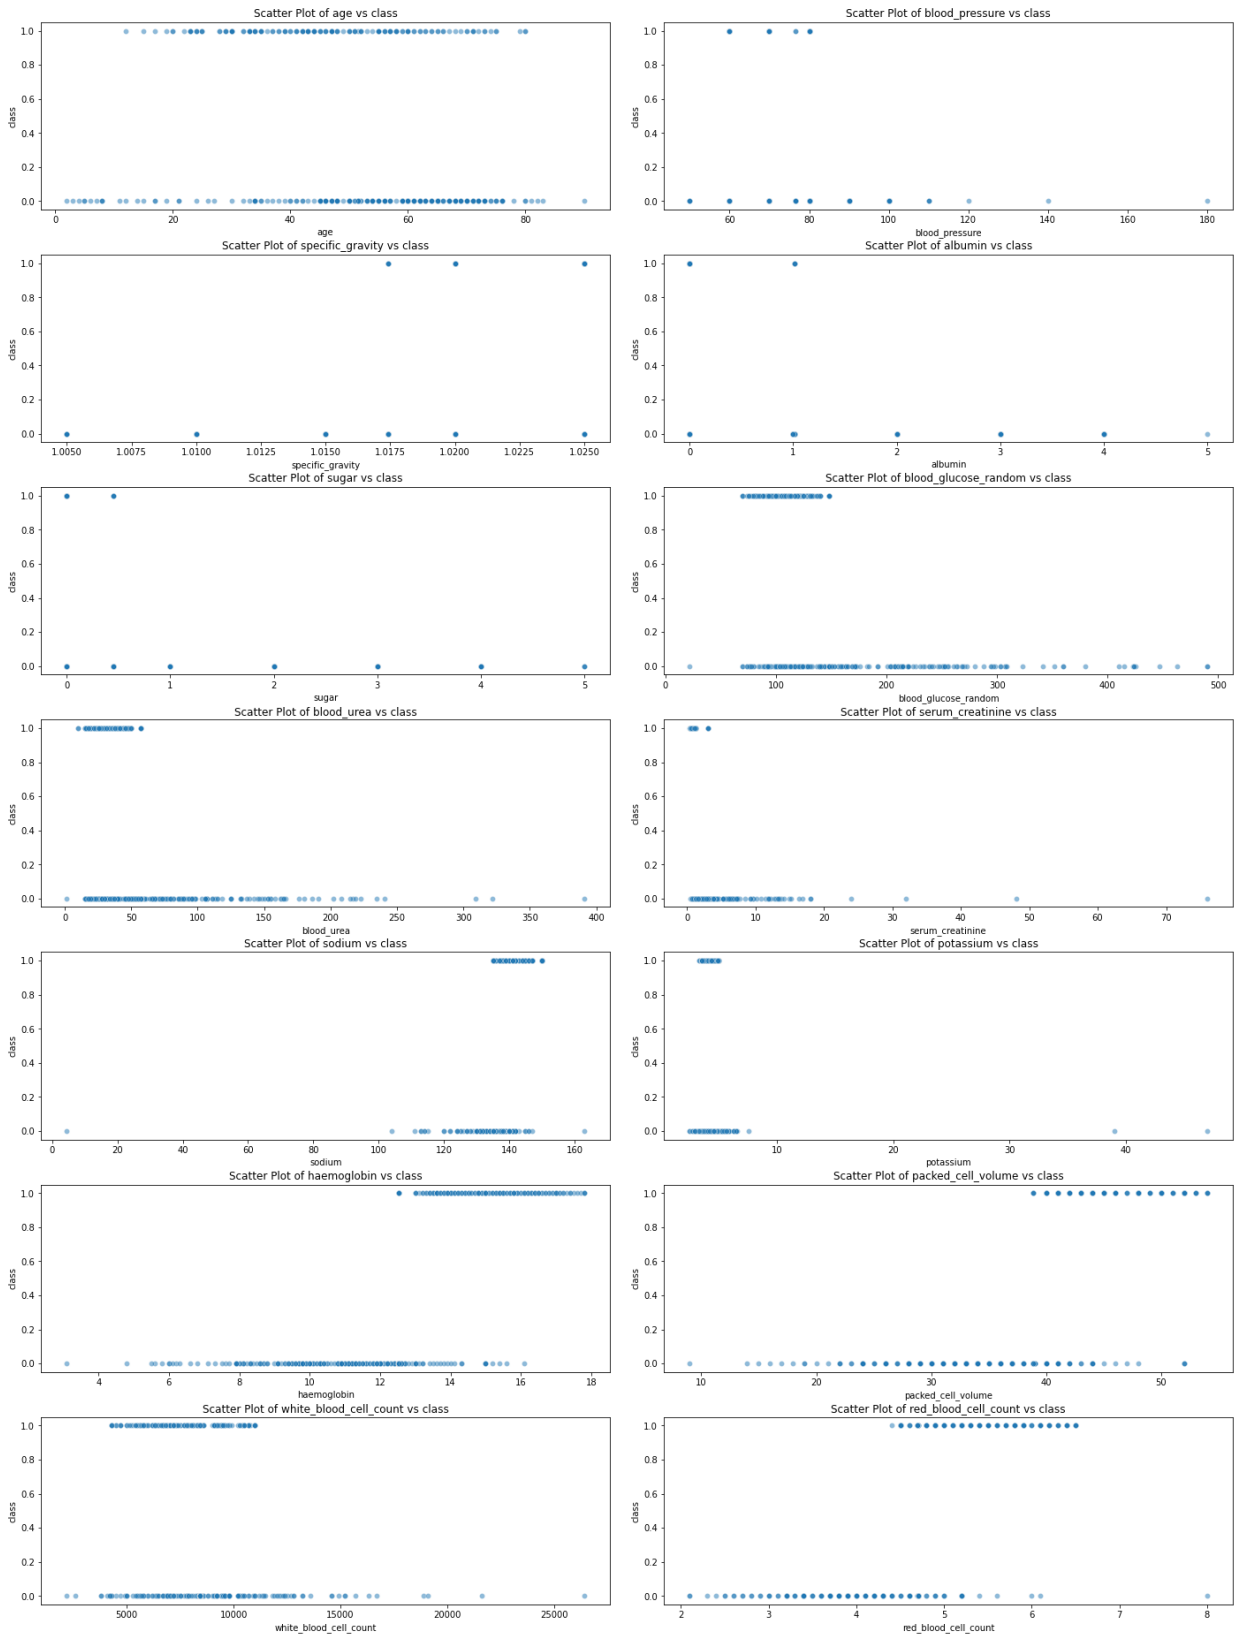 Scatter Plot of age vs class
1.0
0.8
0.6
0.4
0.2
0.0
class
0 20 40 60 80
age
Scatter Plot of blood_pressure vs class
1.0
0.8
0.6
0.4
0.2
0.0
class
60 80 100 120 140 160 180
blood_pressure
Scatter Plot of specific_gravity vs class
1.0
0.8
0.6
0.4
0.2
0.0
class
1.0050 1.0075 1.0100 1.0125 1.0150 1.0175 1.0200 1.0225 1.0250
specific_gravity
Scatter Plot of albumin vs class
1.0
0.8
0.6
0.4
0.2
0.0
class
0 1 2 3 4 5
albumin
Scatter Plot of sugar vs class
1.0
0.8
0.6
0.4
0.2
0.0
class
0 1 2 3 4 5
sugar
Scatter Plot of blood_glucose_random vs class
1.0
0.8
0.6
0.4
0.2
0.0
class
0 100 200 300 400 500
blood_glucose_random
Scatter Plot of blood_urea vs class
1.0
0.8
0.6
0.4
0.2
0.0
class
0 50 100 150 200 250 300 350 400
blood_urea
Scatter Plot of serum_creatinine vs class
1.0
0.8
0.6
0.4
0.2
0.0
class
0 10 20 30 40 50 60 70
serum_creatinine
Scatter Plot of sodium vs class
1.0
0.8
0.6
0.4
0.2
0.0
class
0 20 40 60 80 100 120 140 160
sodium
Scatter Plot of potassium vs class
1.0
0.8
0.6
0.4
0.2
0.0
class
10 20 30 40
potassium
Scatter Plot of haemoglobin vs class
1.0
0.8
0.6
0.4
0.2
0.0
class
4 6 8 10 12 14 16 18
haemoglobin
Scatter Plot of packed_cell_volume vs class
1.0
0.8
0.6
0.4
0.2
0.0
class
10 20 30 40 50
packed_cell_volume
Scatter Plot of white_blood_cell_count vs class
1.0
0.8
0.6
0.4
0.2
0.0
class
5000 10000 15000 20000 25000
white_blood_cell_count
Scatter Plot of red_blood_cell_count vs class
1.0
0.8
0.6
0.4
0.2
0.0
class
2 3 4 5 6 7 8
red_blood_cell_count